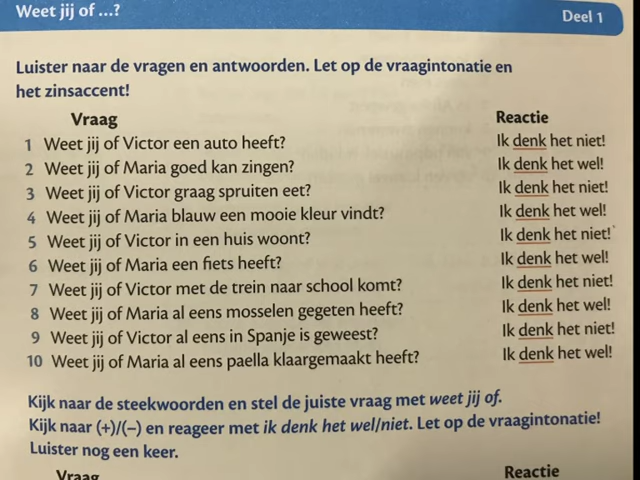 Weet jij of ...? Deel 1
Luister naar de vragen en antwoorden. Let op de vraagintonatie en
het zinsaccent!
Vraag Reactie
1 Weet jij of Victor een auto heeft? Ik denk het niet!
2 Weet jij of Maria goed kan zingen? Ik denk het wel!
3 Weet jij of Victor graag spruiten eet? Ik denk het niet!
4 Weet jij of Maria blauw een mooie kleur vindt? Ik denk het wel!
5 Weet jij of Victor in een huis woont? Ik denk het niet!
6 Weet jij of Maria een fiets heeft? Ik denk het wel!
7 Weet jij of Victor met de trein naar school komt? Ik denk het niet!
8 Weet jij of Maria al eens mosselen gegeten heeft? Ik denk het wel!
9 Weet jij of Victor al eens in Spanje is geweest? Ik denk het niet!
10 Weet jij of Maria al eens paella klaargemaakt heeft? Ik denk het wel!
Kijk naar de steekwoorden en stel de juiste vraag met weet jij of.
Kijk naar (+)/(–) en reageer met ik denk het wel/niet. Let op de vraagintonatie!
Luister nog een keer.
Vraag Reactie